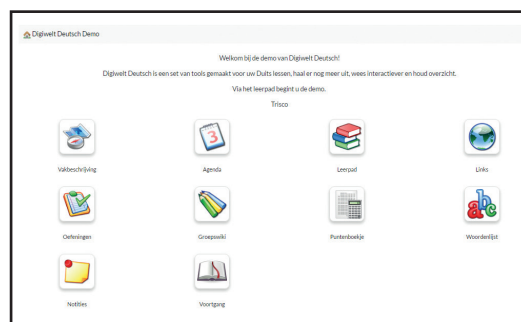 Digiwelt Deutsch Demo
Welkom bij de demo van Digiwelt Deutsch!
Digiwelt Deutsch is een set van tools gemaakt voor uw Duits lessen, haal er nog meer uit, wees interactiever en houd overzicht.
Via het leerpad begint u de demo.
Trisco
3
Vakbeschrijving Agenda Leerpad Links
abc
Oefeningen Groepswiki Puntenboekje Woordenlijst
Notities Voortgang